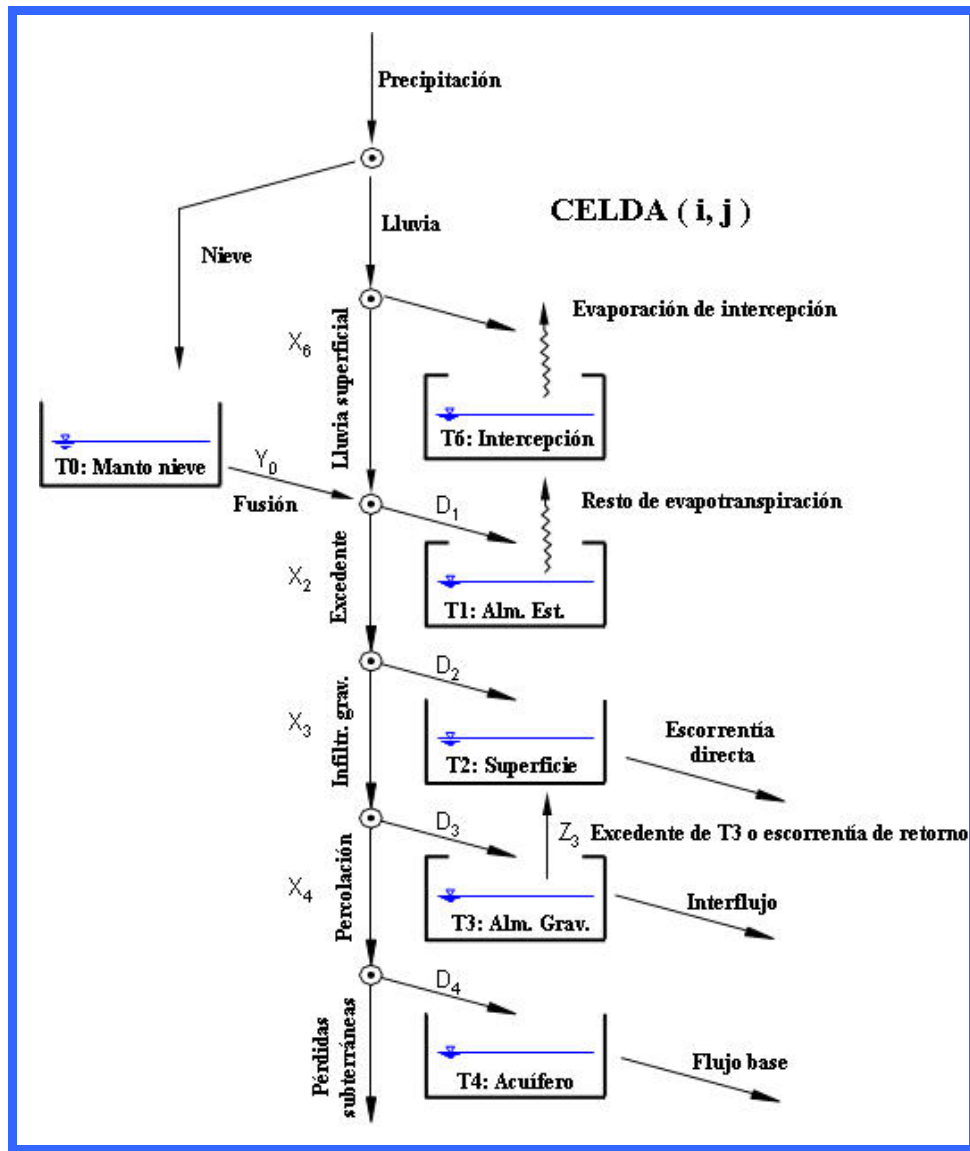 Precipitación
CELDA ( i, j )
Lluvia
Nieve
Evaporación de intercepción
X6
Lluvia superficial
T6: Intercepción
T0: Manto nieve
Y0
Fusión
D1
Resto de evapotranspiración
X2
Excedente
T1: Alm. Est.
D2
X3
Infiltr. grav.
T2: Superficie
Escorrentía
directa
D3
Z3
Excedente de T3 o escorrentía de retorno
X4
Percolación
T3: Alm. Grav.
Interflujo
D4
Pérdidas
subterráneas
T4: Acuífero
Flujo base